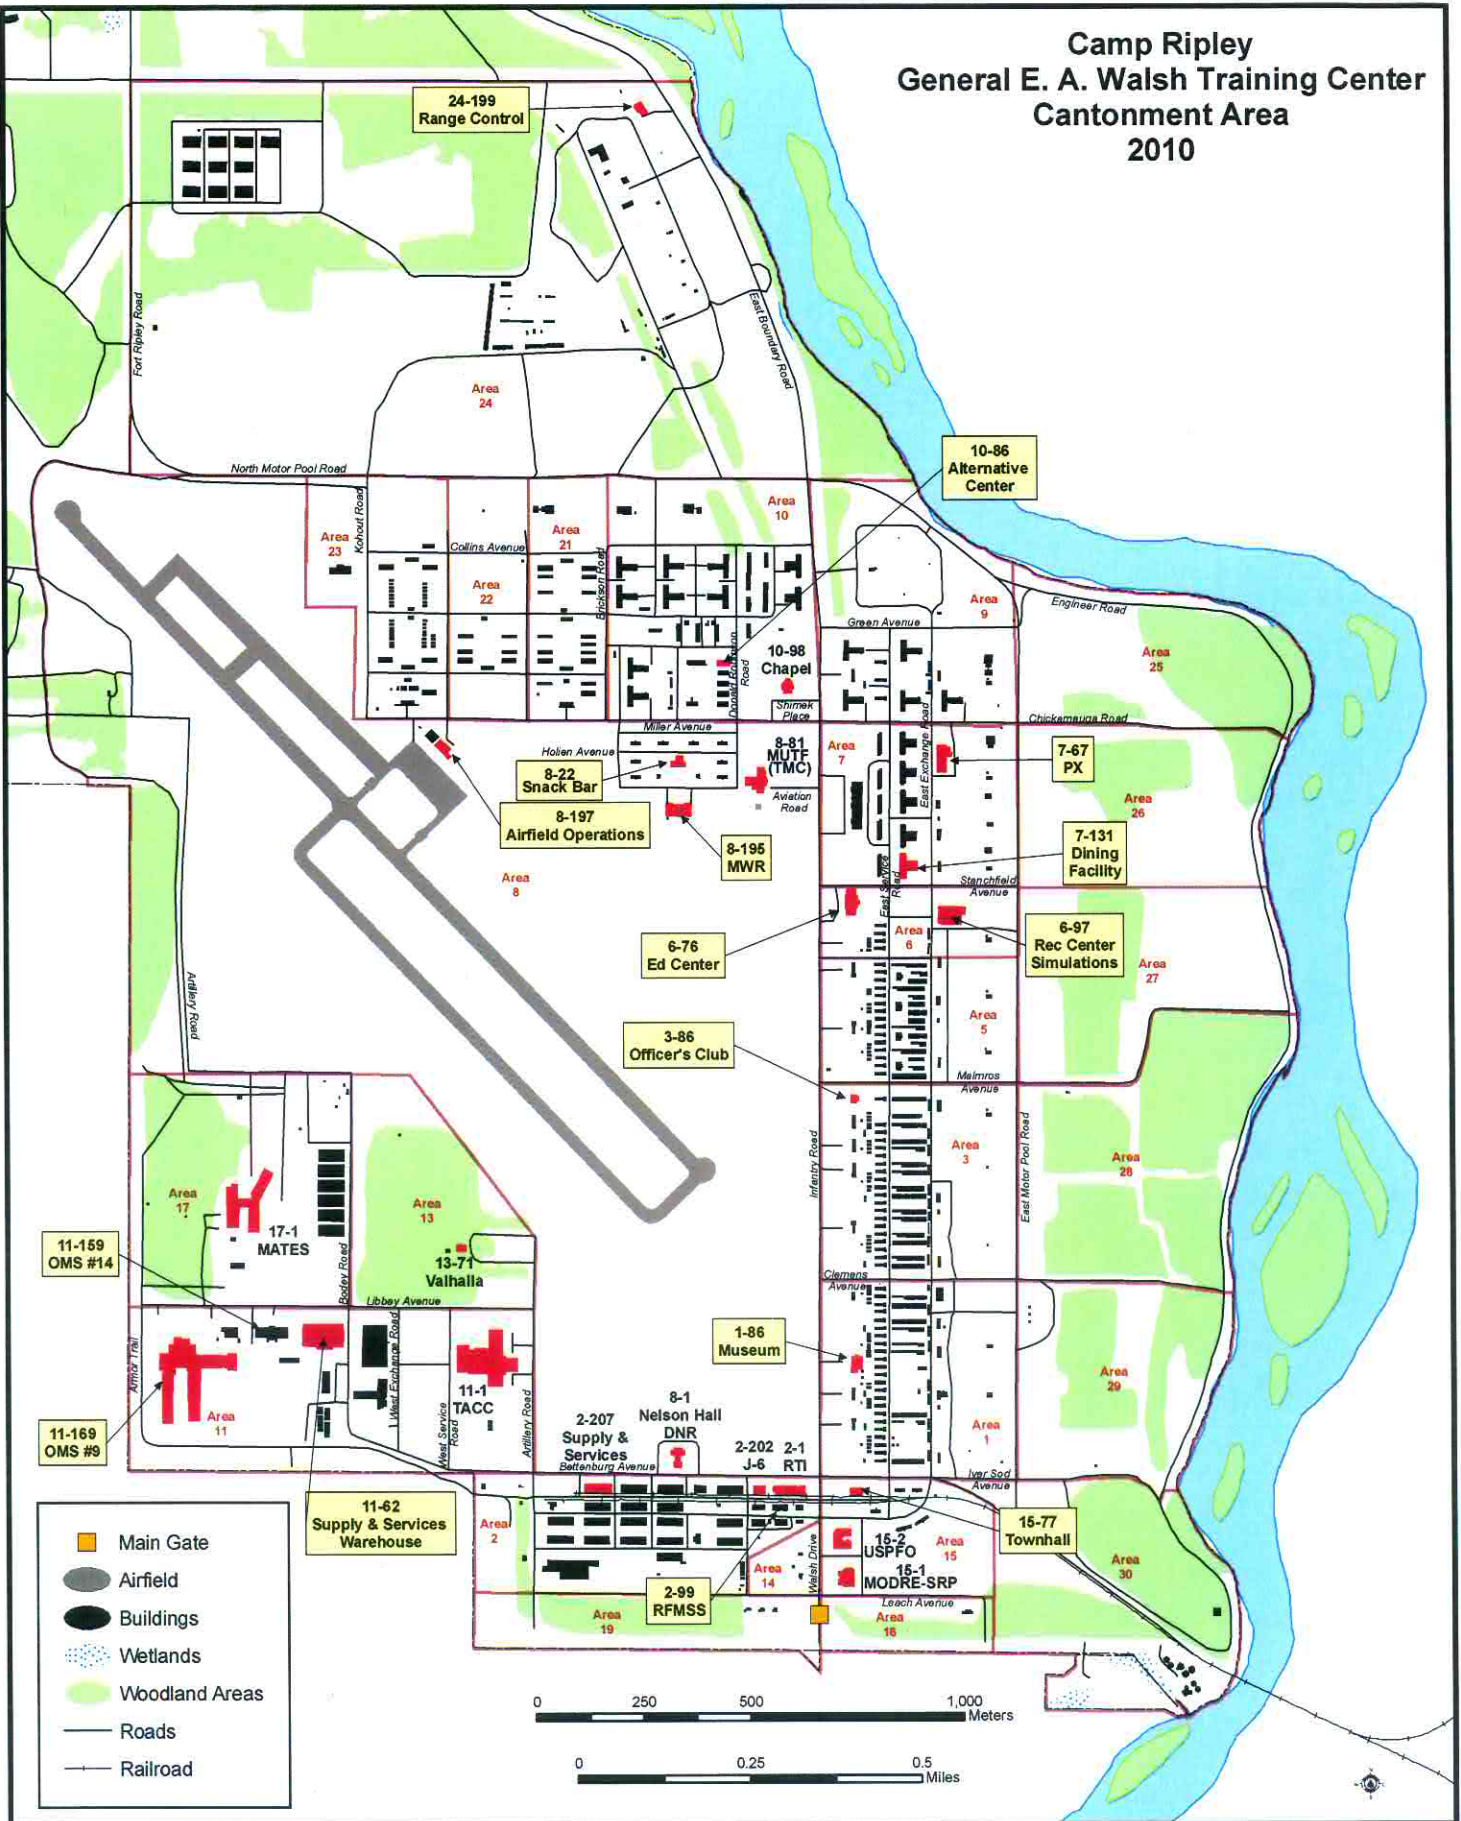 Camp Ripley
General E. A. Walsh Training Center
Cantonment Area
2010
24-199
Range Control
Fort Ripley Road
East Boundary Road
Area
24
North Motor Pool Road
10-86
Alternative
Center
Area
10
Area
23
Kohout Road
Collins Avenue
Area
21
Area
22
Area
9
Engineer Road
Green Avenue
10-98
Chapel
Road
Area
25
Shimek
Place
Miller Avenue
Chickamauga Road
Holien Avenue
8-81
MUTF
(TMC)
Area
7
East Exchange Road
7-67
PX
8-22
Snack Bar
Aviation
Road
Area
26
8-197
Airfield Operations
8-195
MWR
7-131
Dining
Facility
Area
8
East Service
Road
Stanchfield
Avenue
6-76
Ed Center
Area
6
6-97
Rec Center
Simulations
Area
27
Artillery Road
Area
5
3-86
Officer's Club
Malmros
Avenue
Infantry Road
Area
3
East Motor Pool Road
Area
28
Area
17
Area
13
17-1
MATES
11-159
OMS #14
13-71
Valhalla
Bodey Road
Libbey Avenue
Clemens
Avenue
Armor Trail
West Exchange Road
1-86
Museum
11-1
TACC
Area
29
Area
11
11-169
OMS #9
West Service
Road
Artillery Road
8-1
Nelson Hall
DNR
2-207
Supply &
Services
2-202
J-6
2-1
RTI
Area
1
Bettenburg Avenue
Iver Sod
Avenue
11-62
Supply & Services
Warehouse
Area
2
15-77
Townhall
15-2
USPFO
Area
15
Walsh Drive
Area
14
15-1
MODRE-SRP
Area
30
2-99
RFMSS
Leach Avenue
Area
19
Area
16
Main Gate
Airfield
Buildings
Wetlands
Woodland Areas
Roads
Railroad
0 250 500 1,000
Meters
0 0.25 0.5
Miles